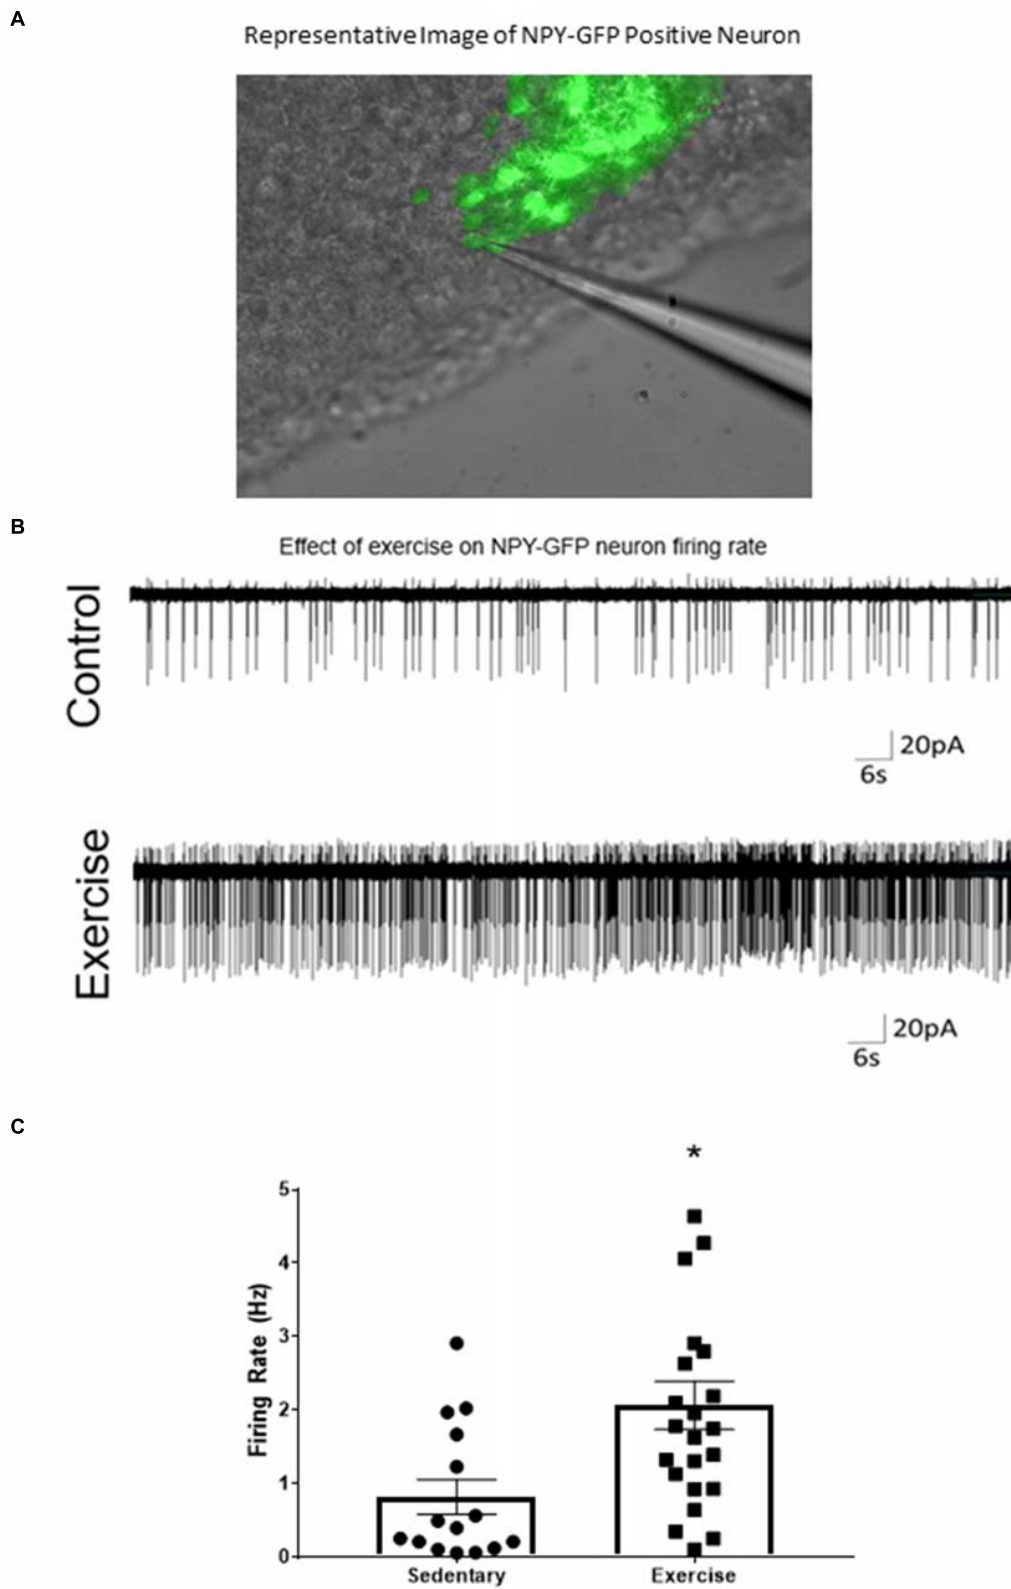 A
Representative Image of NPY-GFP Positive Neuron
B
Effect of exercise on NPY-GFP neuron firing rate
Control
20pA
6s
Exercise
20pA
6s
C
*
5
4
3
2
1
0
Firing Rate (Hz)
Sedentary
Exercise